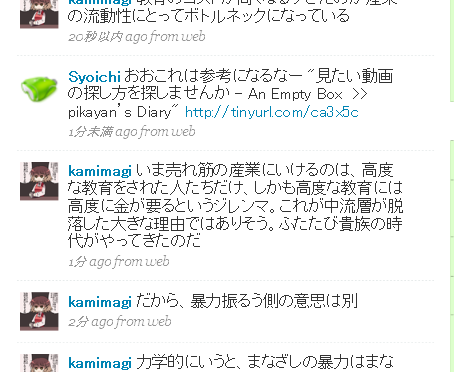 kamimagi 教育のコストが高くなりすぎたのが産業
の流動性にとってボトルネックになっている
20秒以内 ago from web
Syoichi おおこれは参考になるなー "見たい動画
の探し方を探しませんか - An Empty Box >>
pikayan's Diary" http://tinyurl.com/ca3x5c
1分未満 ago from web
kamimagi いま売れ筋の産業にいけるのは、高度
な教育をされた人たちだけ、しかも高度な教育には
高度に金が要るというジレンマ。これが中流層が脱
落した大きな理由ではありそう。ふたたび貴族の時
代がやってきたのだ
1分 ago from web
kamimagi だから、暴力振るう側の意思は別
2分 ago from web
kamimagi 力学的にいうと、まなざしの暴力はまな